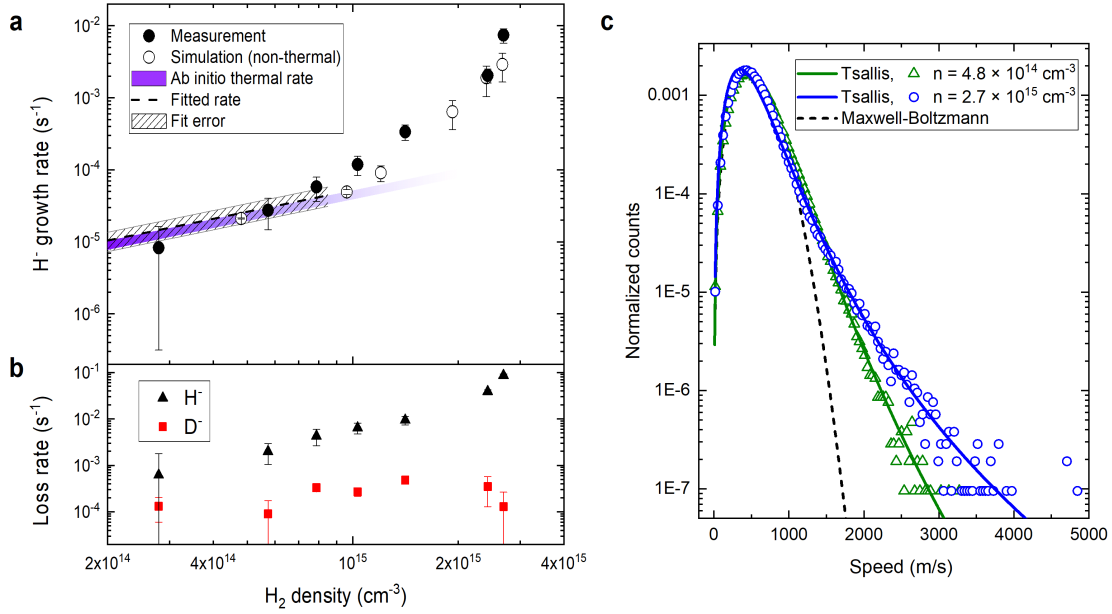 a
H⁻ growth rate (s⁻¹)
10⁻²
10⁻³
10⁻⁴
10⁻⁵
10⁻⁶
Measurement
Simulation (non-thermal)
Ab initio thermal rate
Fitted rate
Fit error
b
Loss rate (s⁻¹)
10⁻¹
10⁻²
10⁻³
10⁻⁴
H⁻
D⁻
2x10¹⁴ 4x10¹⁴ 10¹⁵ 2x10¹⁵ 4x10¹⁵
H₂ density (cm⁻³)
c
Normalized counts
0.001
1E-4
1E-5
1E-6
1E-7
Tsallis, n = 4.8 × 10¹⁴ cm⁻³
Tsallis, n = 2.7 × 10¹⁵ cm⁻³
Maxwell-Boltzmann
0 1000 2000 3000 4000 5000
Speed (m/s)